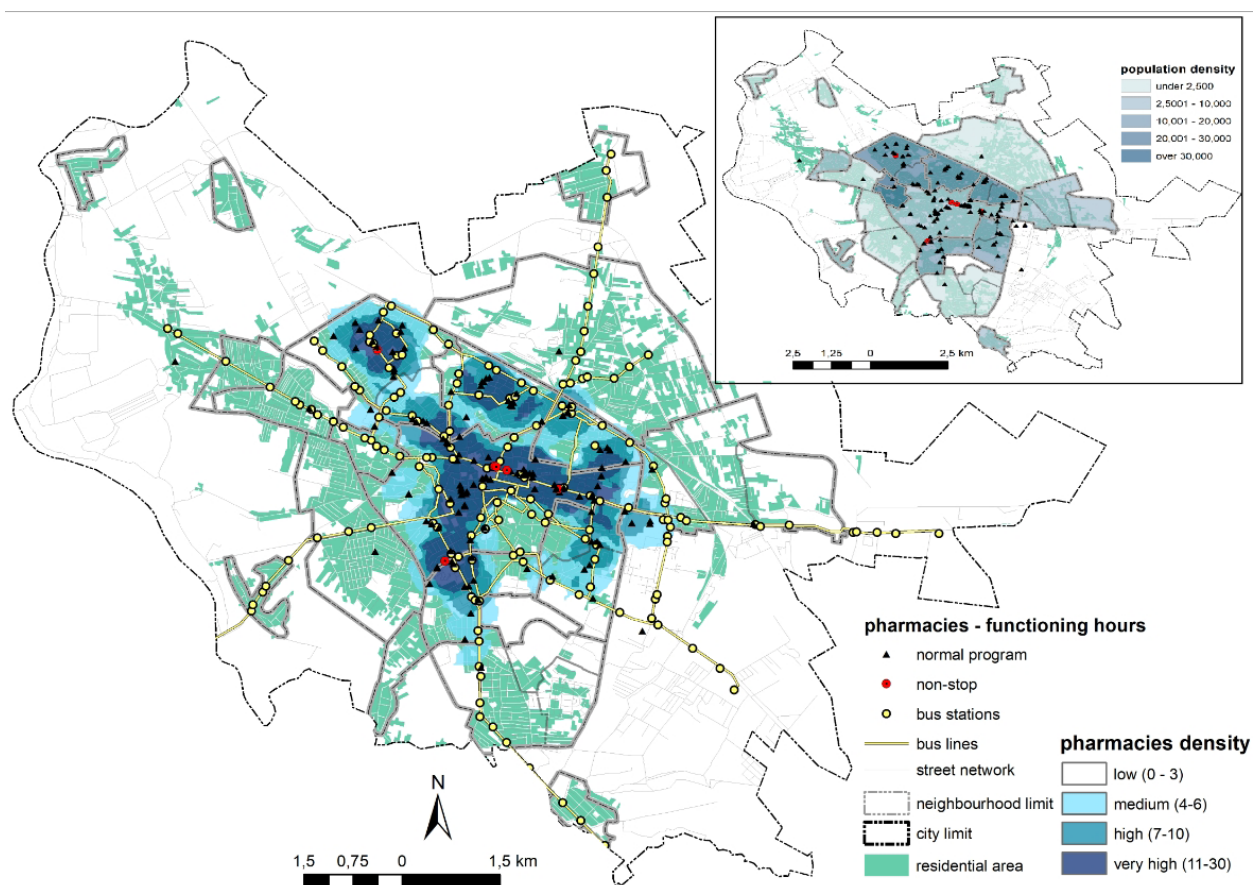 population density
under 2,500
2,5001 - 10,000
10,001 - 20,000
20,001 - 30,000
over 30,000
2,5 1,25 0 2,5 km
pharmacies - functioning hours
normal program
non-stop
bus stations
bus lines
street network
neighbourhood limit
city limit
residential area
pharmacies density
low (0 - 3)
medium (4-6)
high (7-10)
very high (11-30)
N
1,5 0,75 0 1,5 km